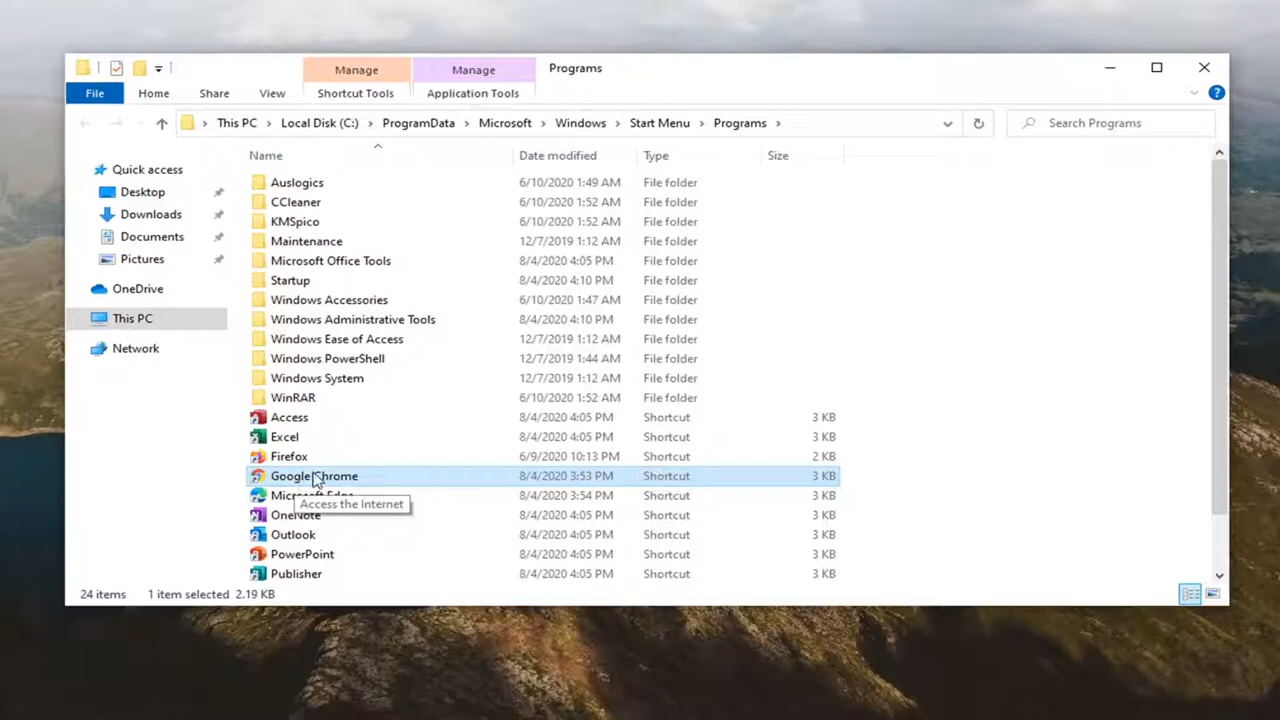 Manage Manage Programs
File Home Share View Shortcut Tools Application Tools
This PC > Local Disk (C:) > ProgramData > Microsoft > Windows > Start Menu > Programs > Search Programs
Name Date modified Type Size
Quick access
Desktop
Downloads
Documents
Pictures
OneDrive
This PC
Network
Auslogics 6/10/2020 1:49 AM File folder
CCleaner 6/10/2020 1:52 AM File folder
KMSpico 6/10/2020 1:52 AM File folder
Maintenance 12/7/2019 1:12 AM File folder
Microsoft Office Tools 8/4/2020 4:05 PM File folder
Startup 8/4/2020 4:10 PM File folder
Windows Accessories 6/10/2020 1:47 AM File folder
Windows Administrative Tools 8/4/2020 4:10 PM File folder
Windows Ease of Access 12/7/2019 1:12 AM File folder
Windows PowerShell 12/7/2019 1:44 AM File folder
Windows System 12/7/2019 1:12 AM File folder
WinRAR 6/10/2020 1:52 AM File folder
Access 8/4/2020 4:05 PM Shortcut 3 KB
Excel 8/4/2020 4:05 PM Shortcut 3 KB
Firefox 6/9/2020 10:13 PM Shortcut 2 KB
Google Chrome 8/4/2020 3:53 PM Shortcut 3 KB
Microsoft Edge 8/4/2020 3:54 PM Shortcut 3 KB
Access the Internet
OneNote 8/4/2020 4:05 PM Shortcut 3 KB
Outlook 8/4/2020 4:05 PM Shortcut 3 KB
PowerPoint 8/4/2020 4:05 PM Shortcut 3 KB
Publisher 8/4/2020 4:05 PM Shortcut 3 KB
24 items 1 item selected 2.19 KB